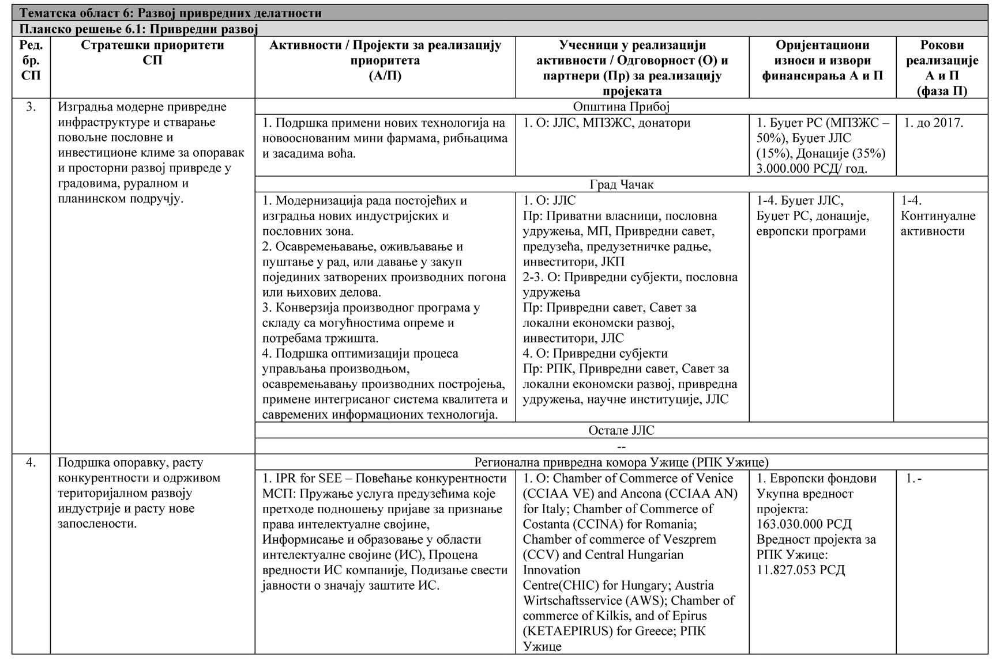 Тематска област 6: Развој привредних делатности
Планско решење 6.1: Привредни развој
Ред.
бр.
СП
Стратешки приоритети
СП
Активности / Пројекти за реализацију
приоритета
(А/П)
Учесници у реализацији
активности / Одговорност (О) и
партнери (Пр) за реализацију
пројеката
Оријентациони
износи и извори
финансирања А и П
Рокови
реализације
А и П
(фаза П)
3.
Изградња модерне привредне
инфраструктуре и стварање
повољне пословне и
инвестиционе климе за опоравак
и просторни развој привреде у
градовима, руралном и
планинском подручју.
Општина Прибој
1. Подршка примени нових технологија на
новооснованим мини фармама, рибњацима
и засадима воћа.
1. О: ЈЛС, МПЗЖС, донатори
1. Буџет РС (МПЗЖС –
50%), Буџет ЈЛС
(15%), Донације (35%)
3.000.000 РСД/ год.
1. до 2017.
Град Чачак
1. Модернизација рада постојећих и
изградња нових индустријских и
пословних зона.
2. Осавремењавање, оживљавање и
пуштање у рад, или давање у закуп
појединих затворених производних погона
или њихових делова.
3. Конверзија производног програма у
складу са могућностима опреме и
потребама тржишта.
4. Подршка оптимизацији процеса
управљања производњом,
осавремењавању производних постројења,
примене интегрисаног система квалитета и
савремених информационих технологија.
1. О: ЈЛС
Пр: Приватни власници, пословна
удружења, МП, Привредни савет,
предузећа, предузетничке радње,
инвеститори, ЈКП
2-3. О: Привредни субјекти, пословна
удружења
Пр: Привредни савет, Савет за
локални економски развој,
инвеститори, ЈЛС
4. О: Привредни субјекти
Пр: РПК, Привредни савет, Савет за
локални економски развој, привредна
удружења, научне институције, ЈЛС
1-4. Буџет ЈЛС,
Буџет РС, донације,
европски програми
1-4.
Континуалне
активности
Остале ЈЛС
--
4.
Подршка опоравку, расту
конкурентности и одрживом
територијалном развоју
индустрије и расту нове
запослености.
Регионална привредна комора Ужице (РПК Ужице)
1. IPR for SEE – Повећање конкурентности
МСП: Пружање услуга предузећима које
претходе подношењу пријаве за признање
права интелектуалне својине,
Информисање и образовање у области
интелектуалне својине (ИС), Процена
вредности ИС компаније, Подизање свести
јавности о значају заштите ИС.
1. О: Chamber of Commerce of Venice
(CCIAA VE) and Ancona (CCIAA AN)
for Italy; Chamber of Commerce of
Costanta (CCINA) for Romania;
Chamber of commerce of Veszprem
(CCV) and Central Hungarian
Innovation
Centre(CHIC) for Hungary; Austria
Wirtschaftsservice (AWS); Chamber of
commerce of Kilkis, and of Epirus
(KETAEPIRUS) for Greece; РПК
Ужице
1. Европски фондови
Укупна вредност
пројекта:
163.030.000 РСД
Вредност пројекта за
РПК Ужице:
11.827.053 РСД
1. -